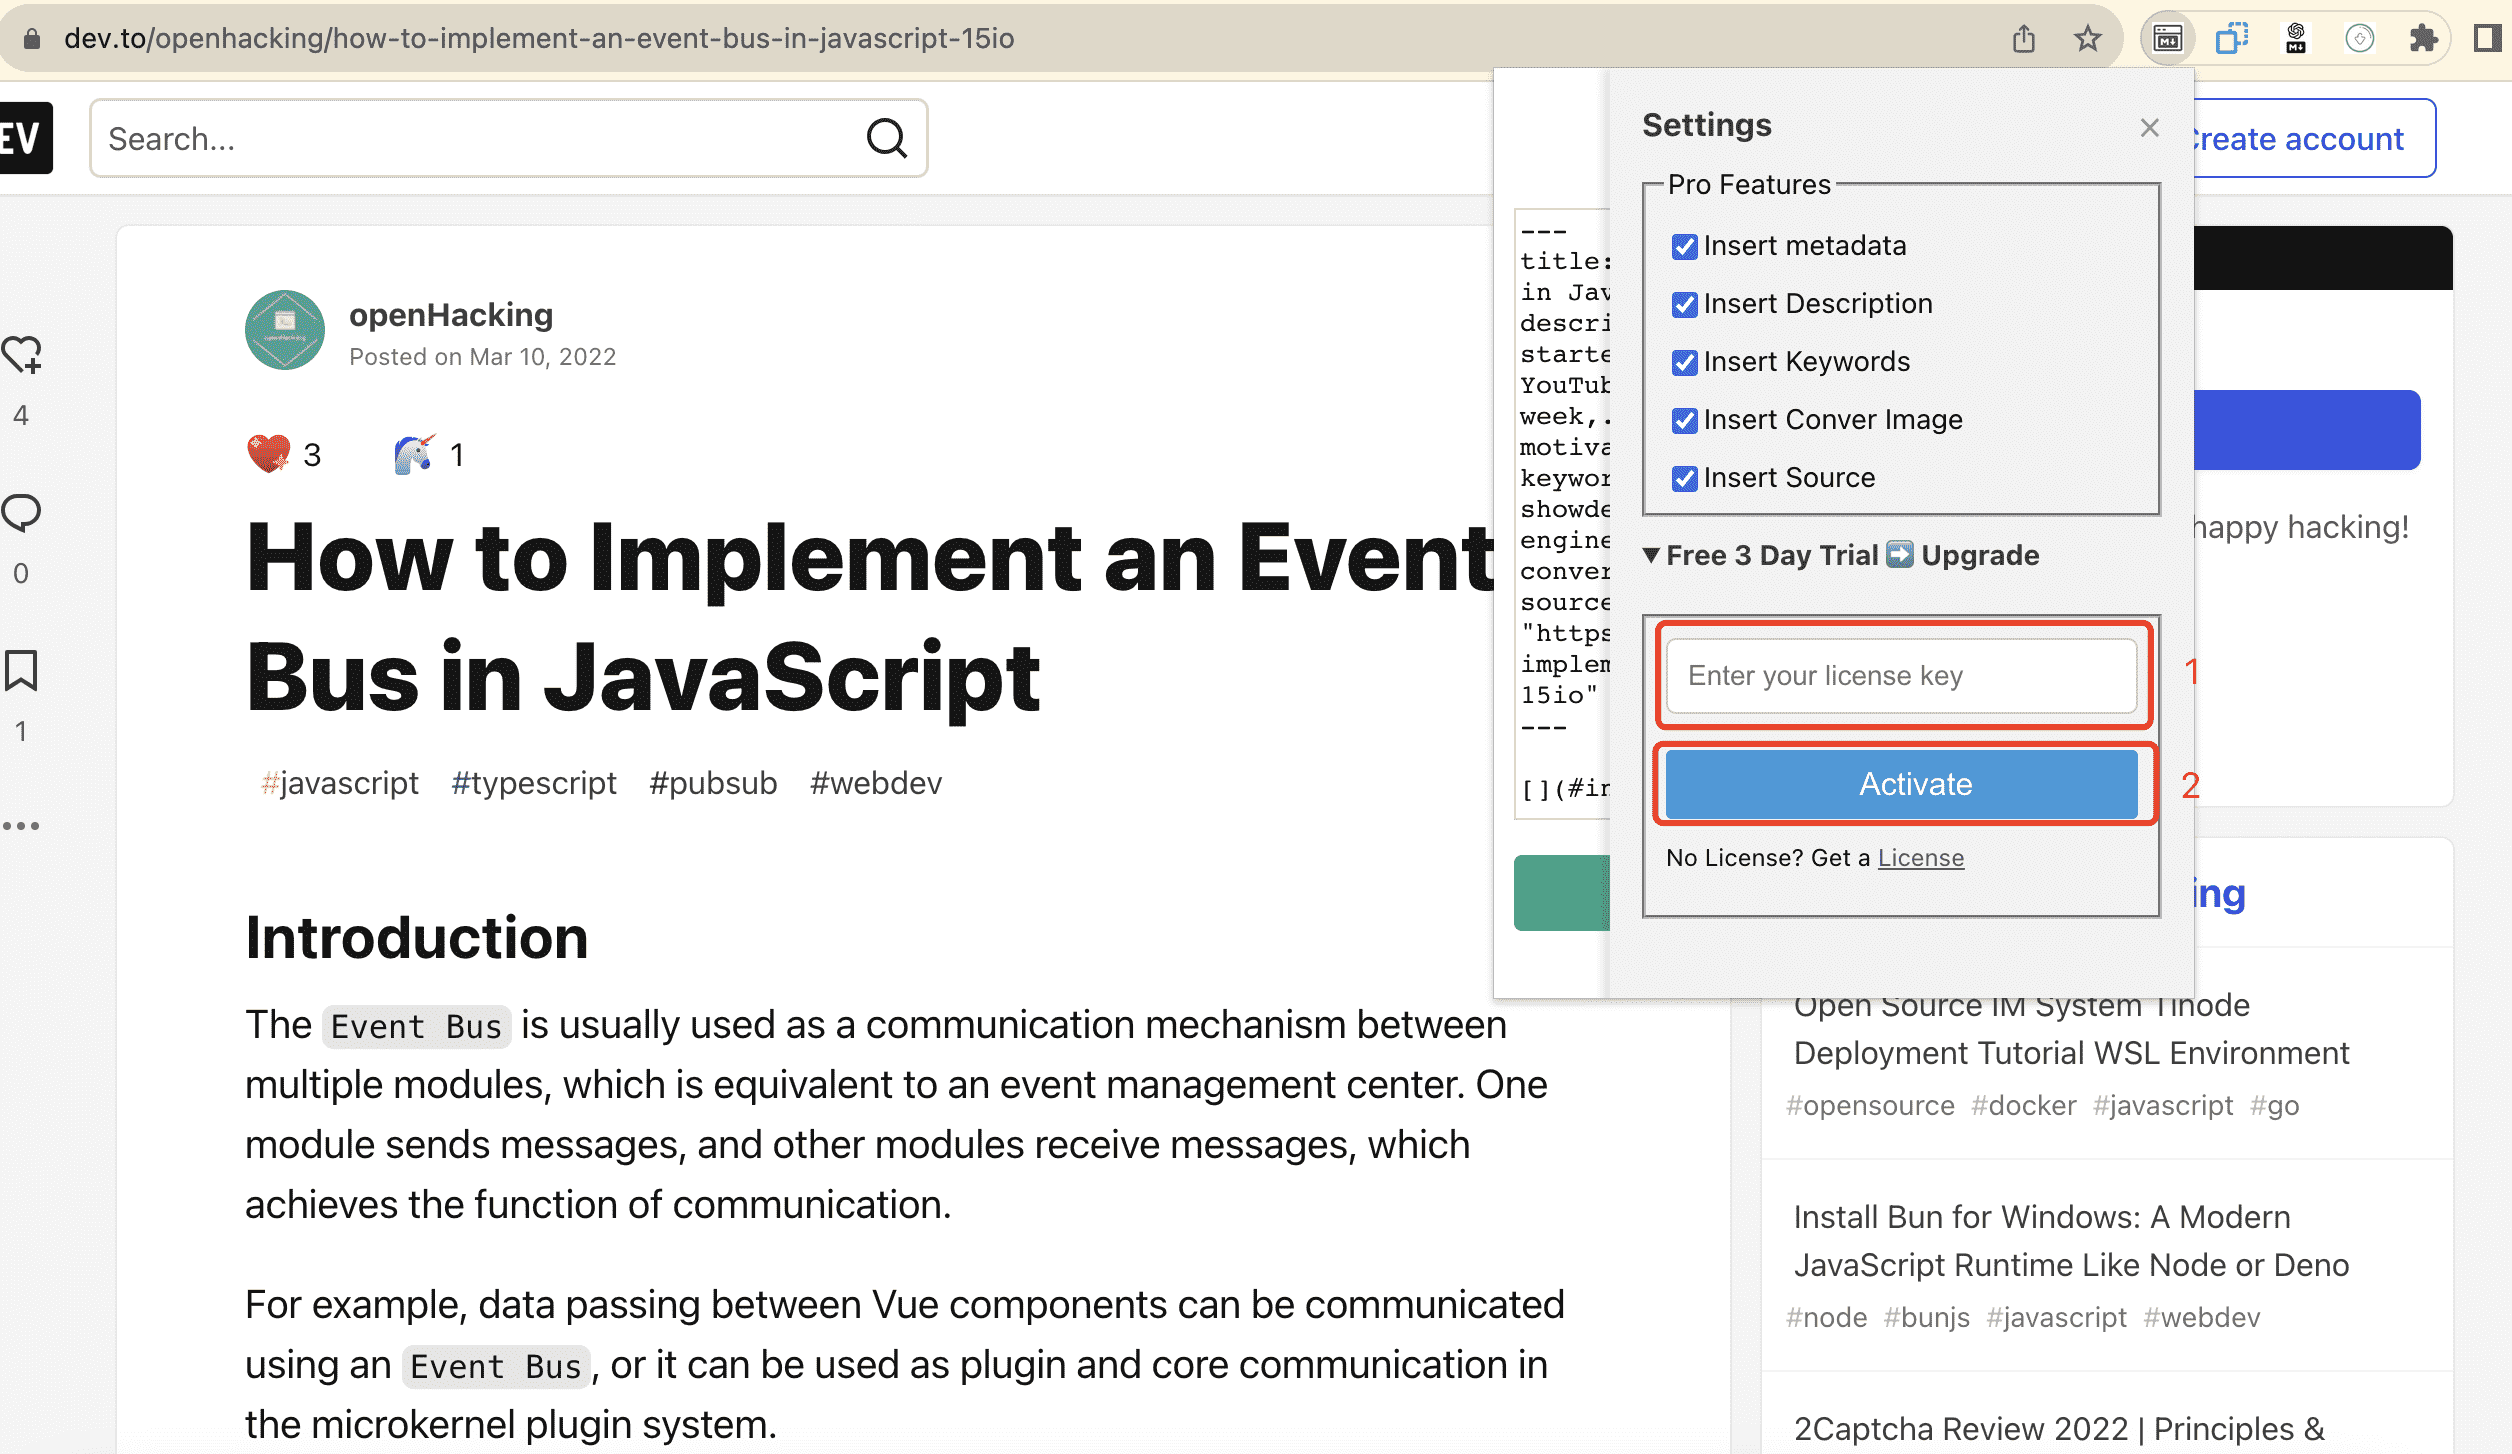 dev.to/openhacking/how-to-implement-an-event-bus-in-javascript-15io
EV
Search...
Create account
openHacking
Posted on Mar 10, 2022
4
3
1
0
1
How to Implement an Event
Bus in JavaScript
#javascript #typescript #pubsub #webdev
Introduction
The Event Bus is usually used as a communication mechanism between
multiple modules, which is equivalent to an event management center. One
module sends messages, and other modules receive messages, which
achieves the function of communication.
For example, data passing between Vue components can be communicated
using an Event Bus, or it can be used as plugin and core communication in
the microkernel plugin system.
---
title:
in Jav
descri
starte
YouTub
week,.
motiva
keywor
showde
engine
conver
source
"https
implem
15io"
---
[](#in
Settings
×
Pro Features
Insert metadata
Insert Description
Insert Keywords
Insert Conver Image
Insert Source
▼ Free 3 Day Trial ➡ Upgrade
Enter your license key
1
Activate
2
No License? Get a License
happy hacking!
ing
Open Source IM System Tinode
Deployment Tutorial WSL Environment
#opensource #docker #javascript #go
Install Bun for Windows: A Modern
JavaScript Runtime Like Node or Deno
#node #bunjs #javascript #webdev
2Captcha Review 2022 | Principles &